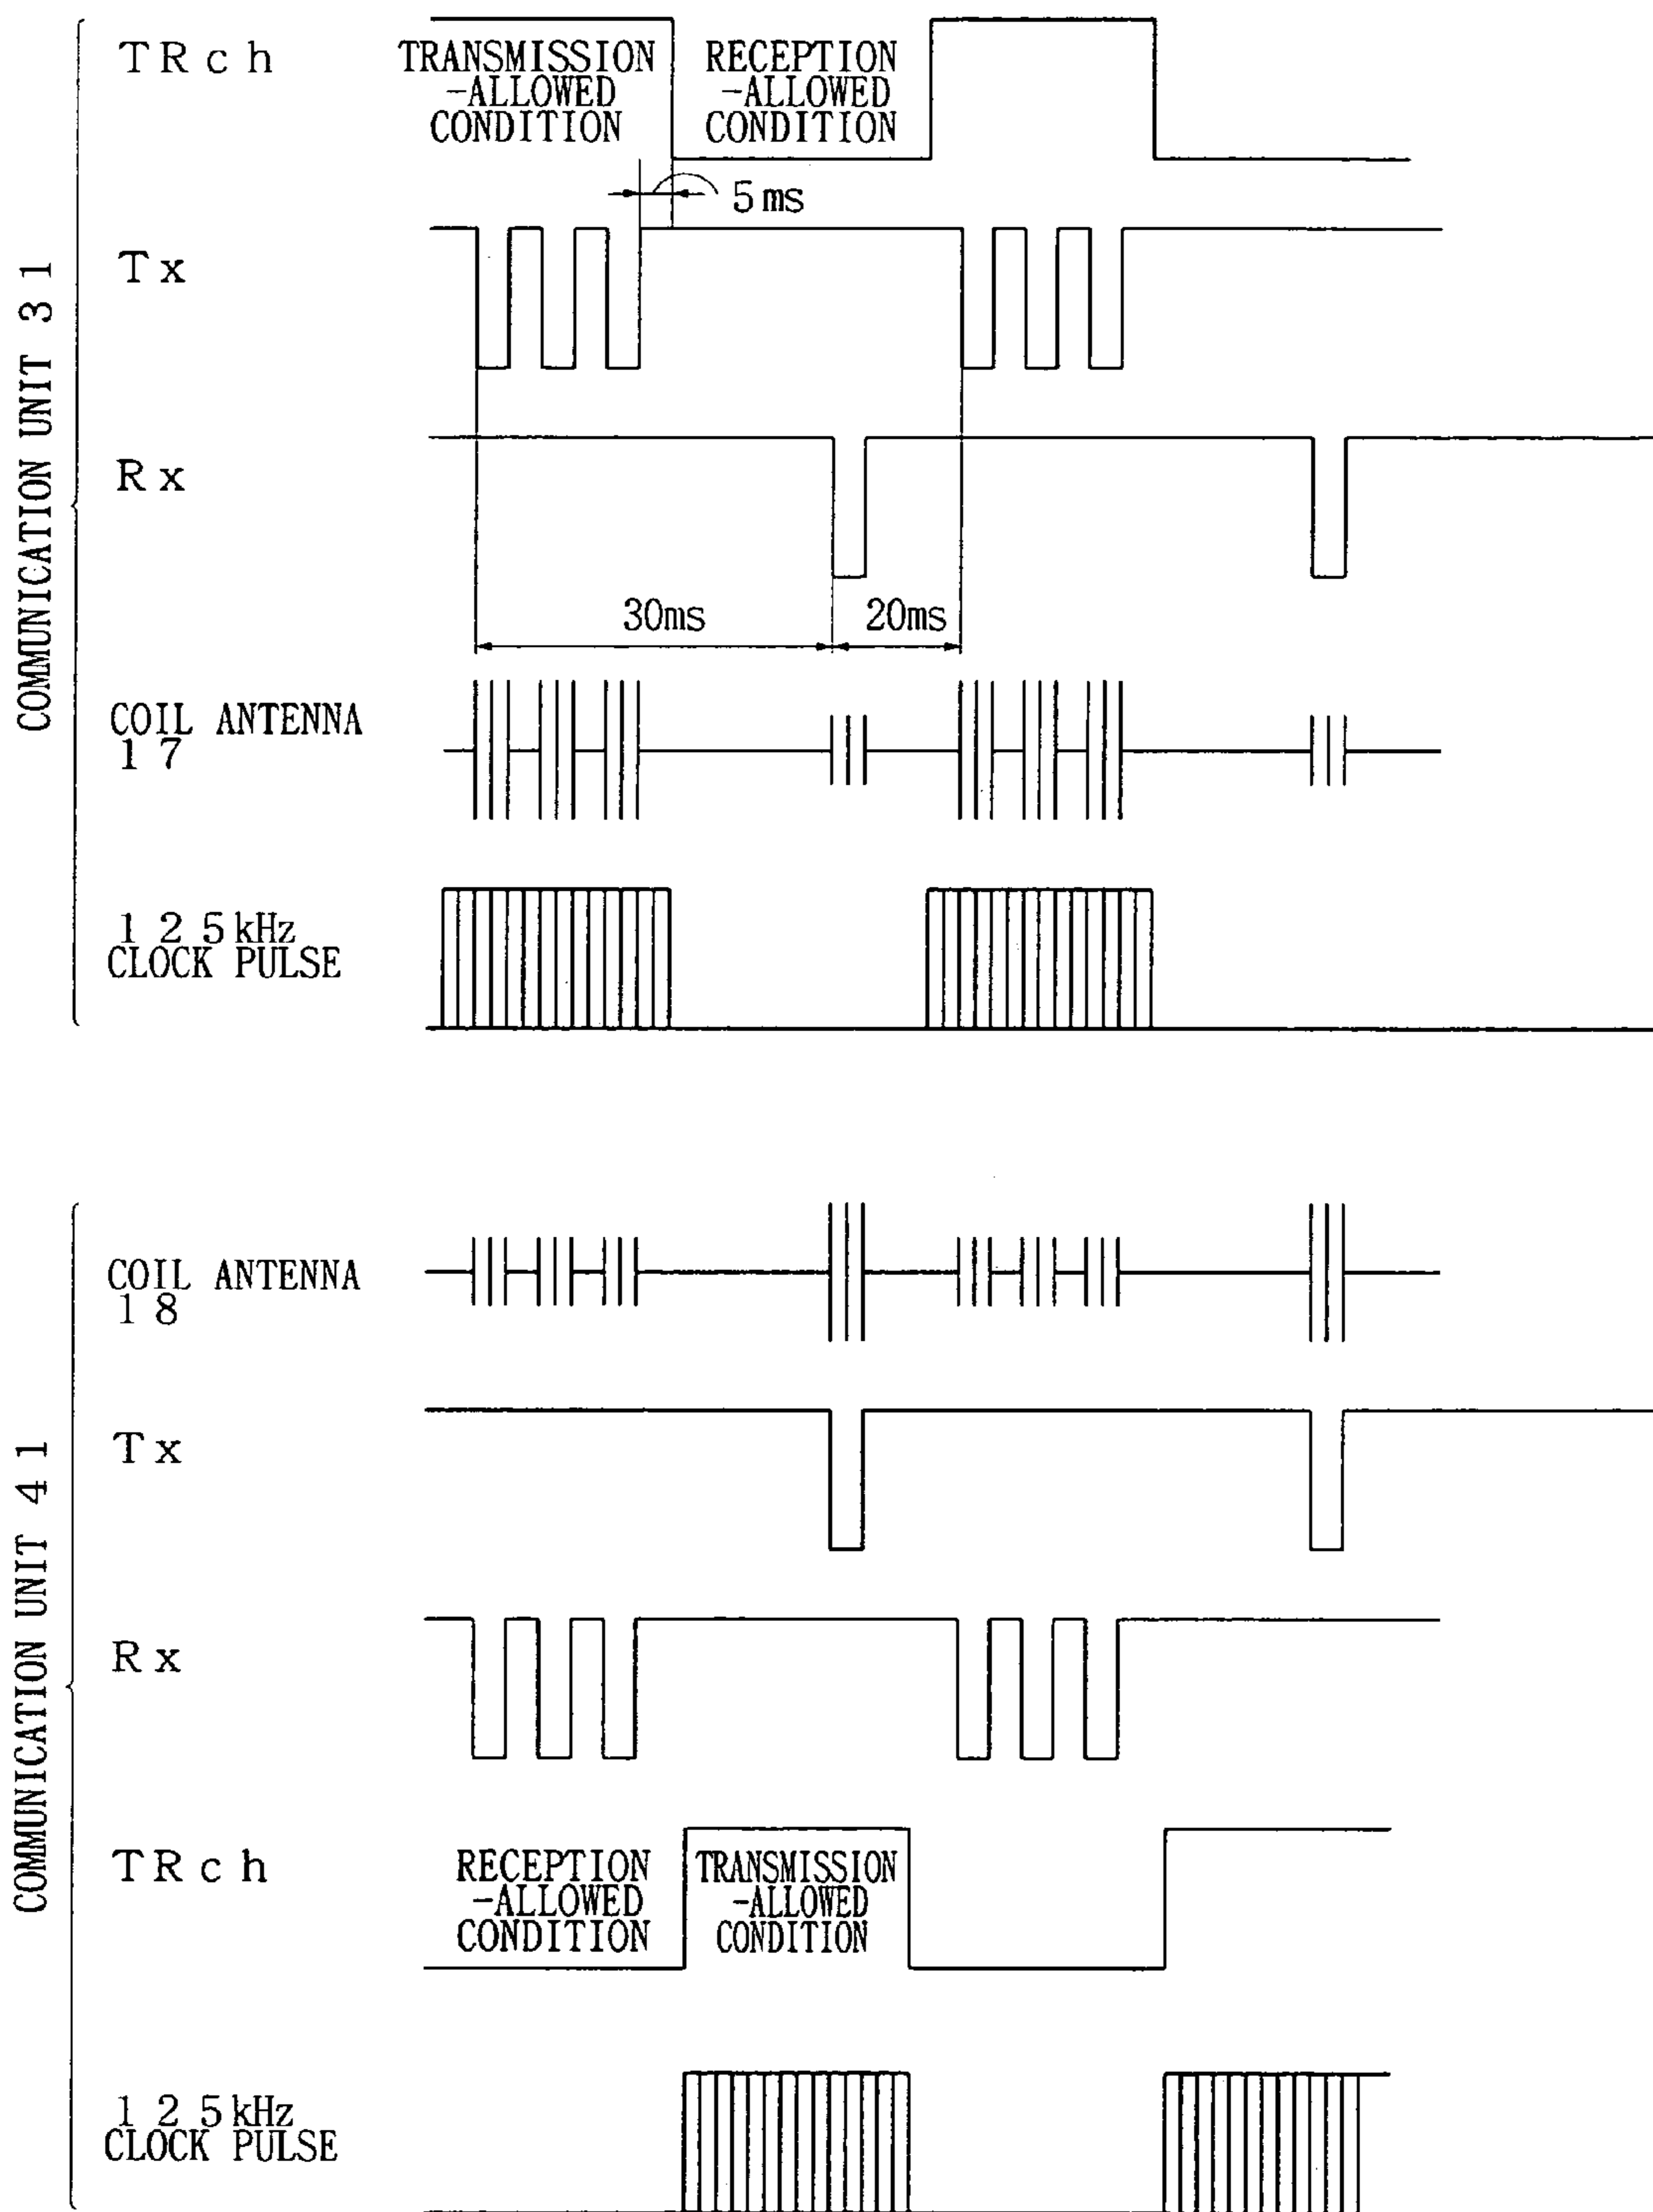 COMMUNICATION UNIT 31
TRch
TRANSMISSION
-ALLOWED
CONDITION
RECEPTION
-ALLOWED
CONDITION
5ms
Tx
Rx
30ms
20ms
COIL ANTENNA
17
125kHz
CLOCK PULSE
COMMUNICATION UNIT 41
COIL ANTENNA
18
Tx
Rx
TRch
RECEPTION
-ALLOWED
CONDITION
TRANSMISSION
-ALLOWED
CONDITION
125kHz
CLOCK PULSE